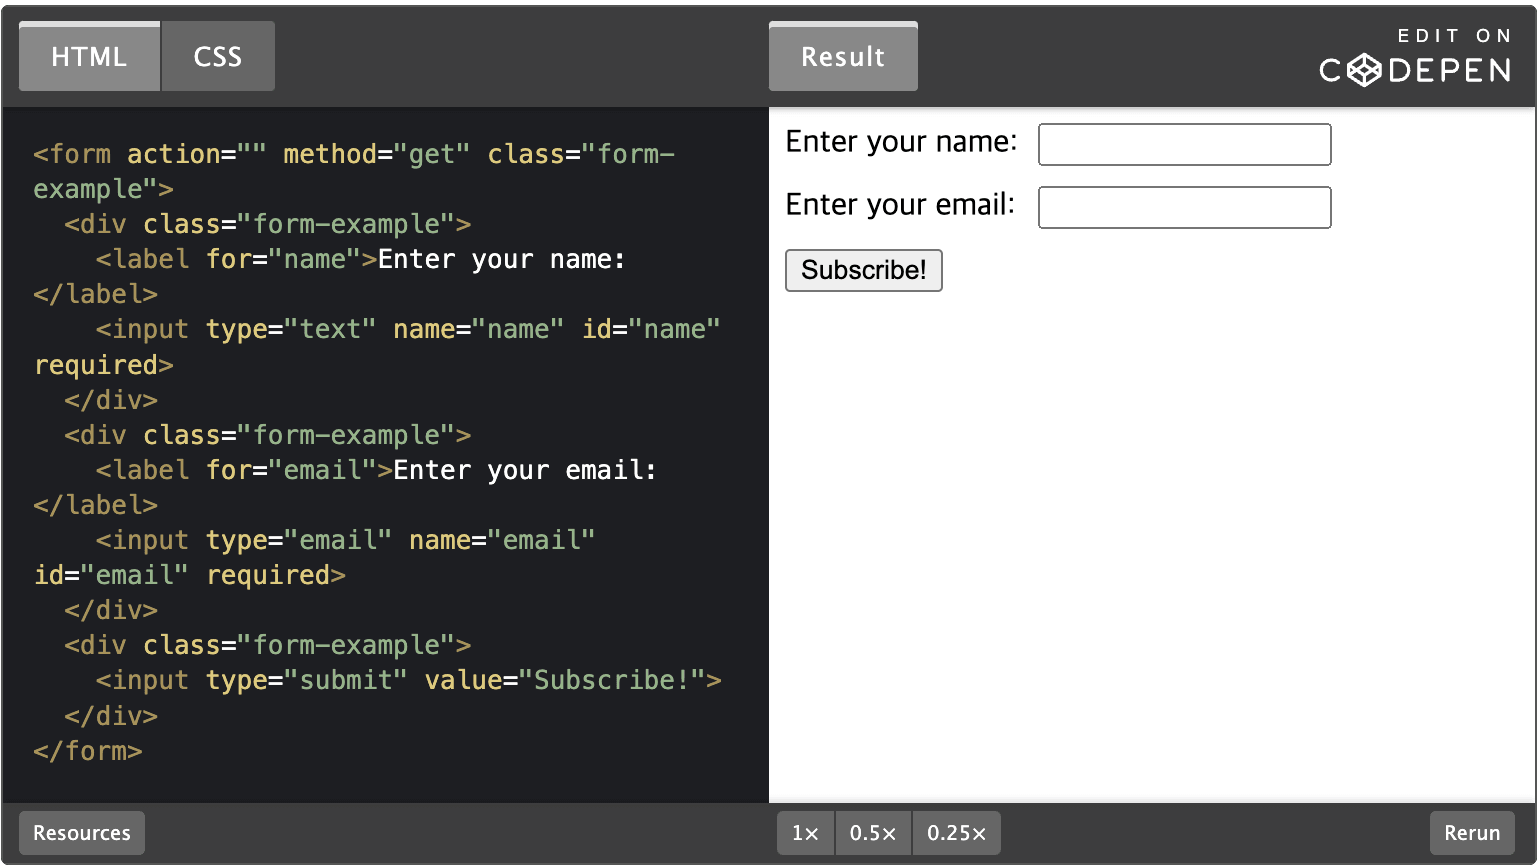 HTML CSS Result EDIT ON
CODEPEN
<form action="" method="get" class="form-
example">
  <div class="form-example">
    <label for="name">Enter your name:
</label>
    <input type="text" name="name" id="name"
required>
  </div>
  <div class="form-example">
    <label for="email">Enter your email:
</label>
    <input type="email" name="email"
id="email" required>
  </div>
  <div class="form-example">
    <input type="submit" value="Subscribe!">
  </div>
</form>
Enter your name:
Enter your email:
Subscribe!
Resources 1× 0.5× 0.25× Rerun